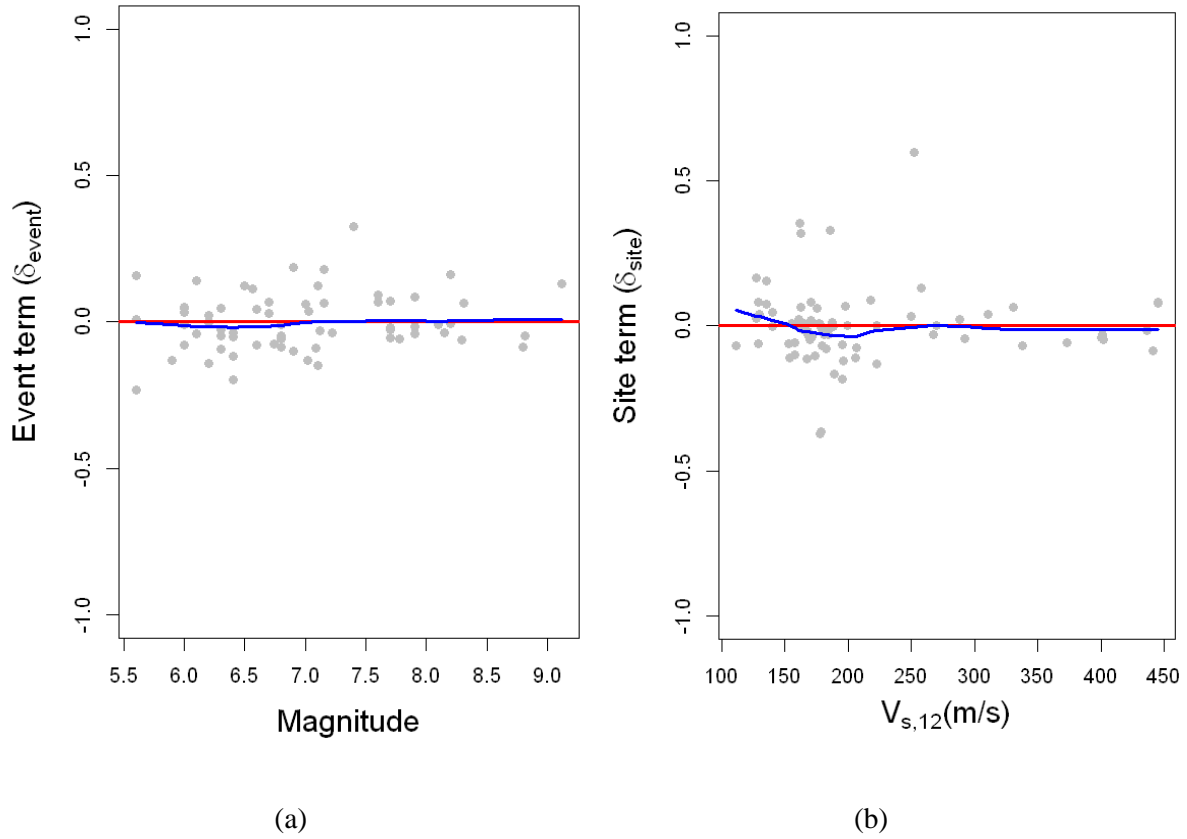 1.0
0.5
0.0
-0.5
-1.0
Event term (δevent)
5.5 6.0 6.5 7.0 7.5 8.0 8.5 9.0
Magnitude
(a)
1.0
0.5
0.0
-0.5
-1.0
Site term (δsite)
100 150 200 250 300 350 400 450
Vs,12(m/s)
(b)